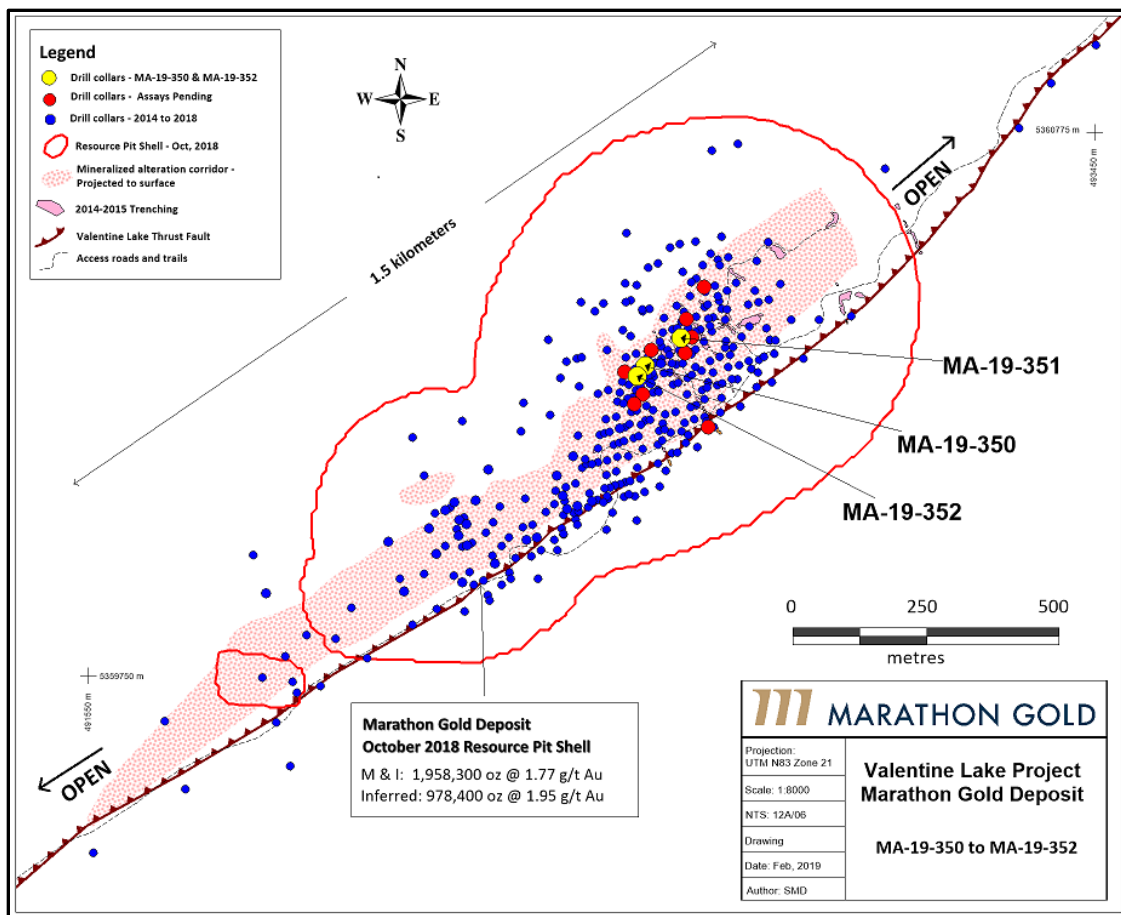 Legend
Drill collars - MA-19-350 & MA-19-352
Drill collars - Assays Pending
Drill collars - 2014 to 2018
Resource Pit Shell - Oct, 2018
Mineralized alteration corridor -
Projected to surface
2014-2015 Trenching
Valentine Lake Thrust Fault
Access roads and trails
N
W
E
S
1.5 kilometers
OPEN
5360775 m
493450 m
MA-19-351
MA-19-350
MA-19-352
0 250 500
metres
5359750 m
491550 m
OPEN
Marathon Gold Deposit
October 2018 Resource Pit Shell
M & I: 1,958,300 oz @ 1.77 g/t Au
Inferred: 978,400 oz @ 1.95 g/t Au
MARATHON GOLD
Projection:
UTM N83 Zone 21
Scale: 1:8000
NTS: 12A/06
Drawing
Date: Feb, 2019
Author: SMD
Valentine Lake Project
Marathon Gold Deposit
MA-19-350 to MA-19-352